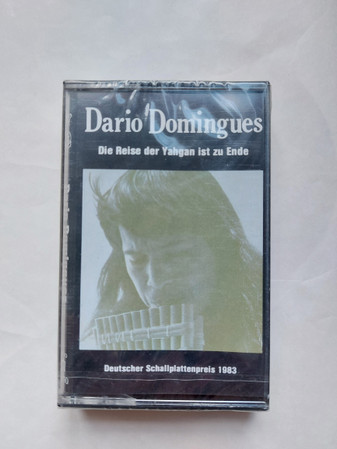 Dario Domingues
Die Reise der Yahgan ist zu Ende
Deutscher Schallplattenpreis 1983